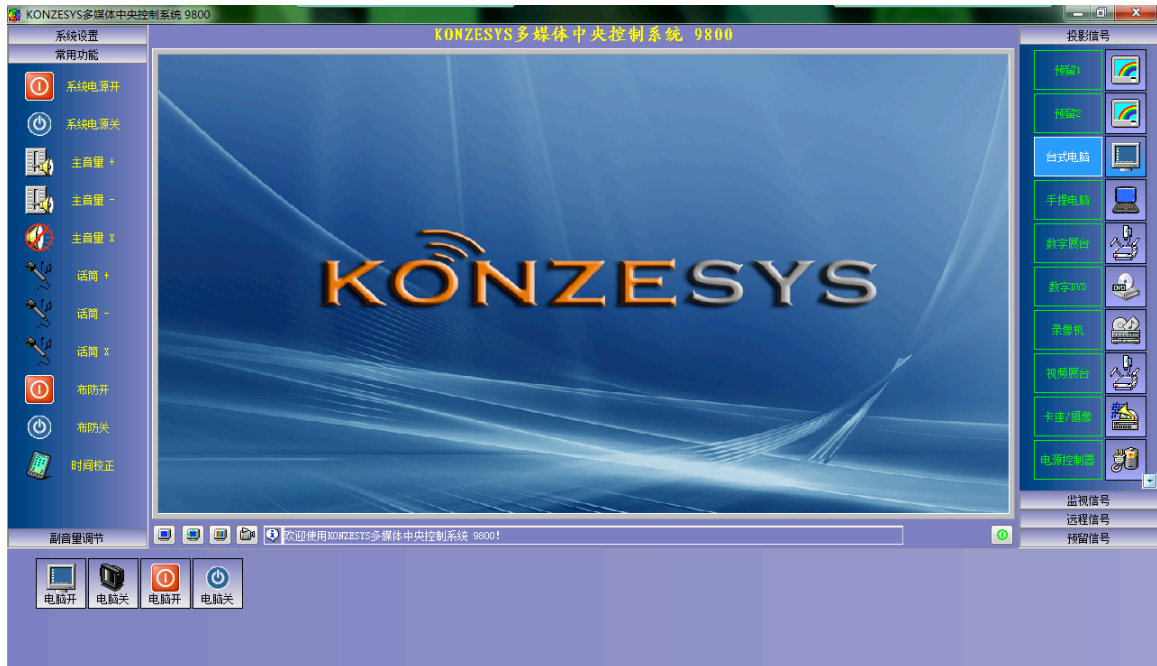 KONZESYS多媒体中央控制系统 9800
系统设置
KONZESYS多媒体中央控制系统 9800
投影信号
常用功能
系统电源开
系统电源关
主音量 +
主音量 -
主音量 x
话筒 +
话筒 -
话筒 x
布防开
布防关
时间校正
副音量调节
KONZESYS
预留1
预留2
台式电脑
手提电脑
数字展台
数字DVD
录像机
视频展台
卡座/摄像
电源控制器
监视信号
远程信号
预留信号
欢迎使用KONZESYS多媒体中央控制系统 9800!
电脑开
电脑关
电脑开
电脑关